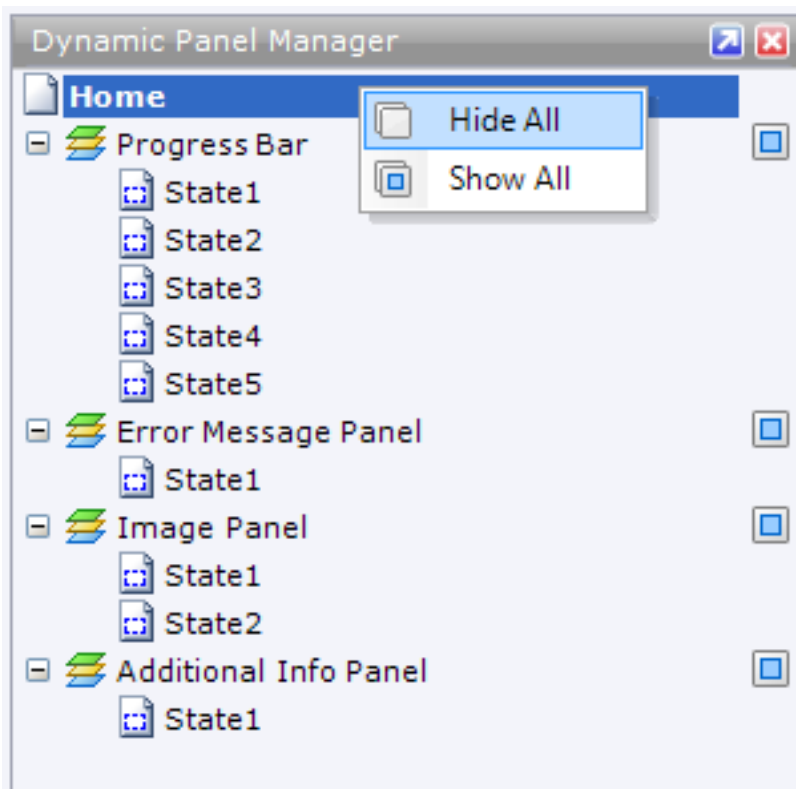 Dynamic Panel Manager
Home
Hide All
Progress Bar
Show All
State1
State2
State3
State4
State5
Error Message Panel
State1
Image Panel
State1
State2
Additional Info Panel
State1